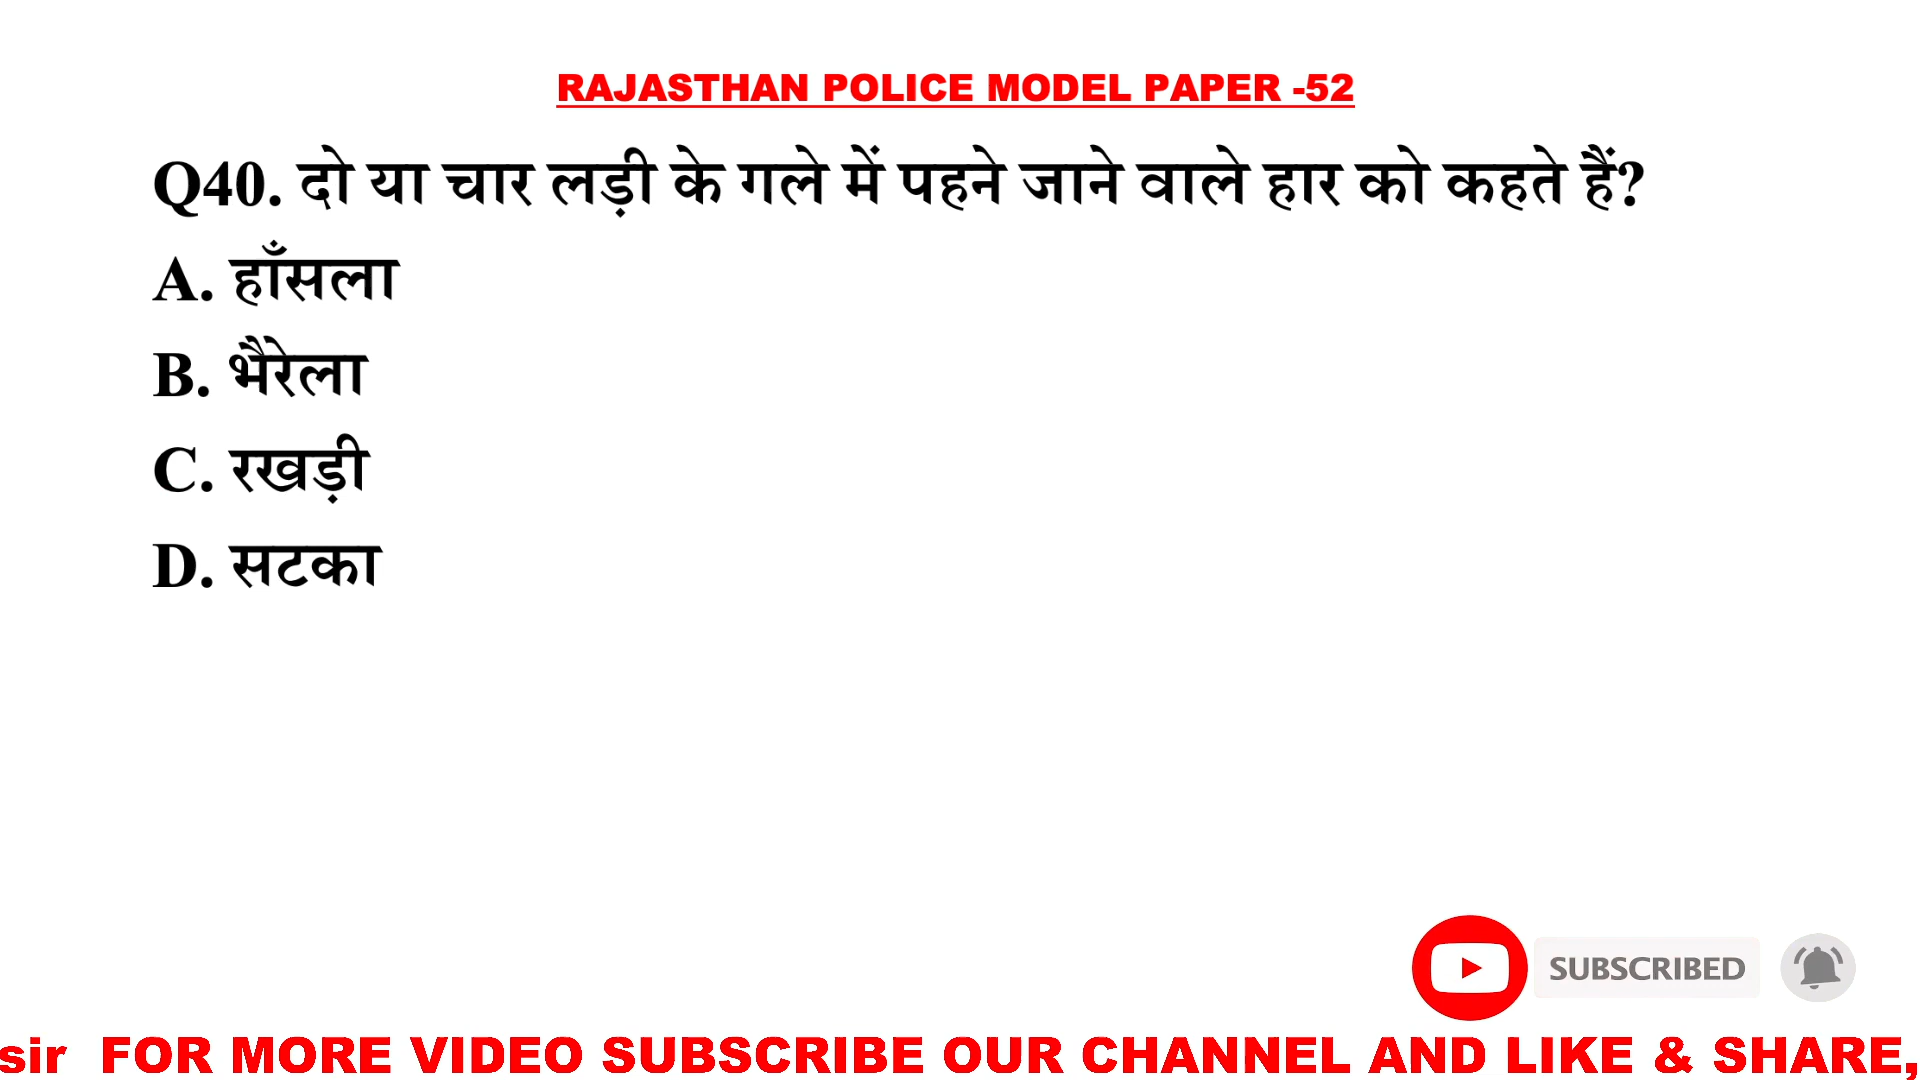 RAJASTHAN POLICE MODEL PAPER -52
Q40. दो या चार लड़ी के गले में पहने जाने वाले हार को कहते हैं?
A. हाँसला
B. भैरेला
C. रखड़ी
D. सटका
SUBSCRIBED
sir FOR MORE VIDEO SUBSCRIBE OUR CHANNEL AND LIKE & SHARE,